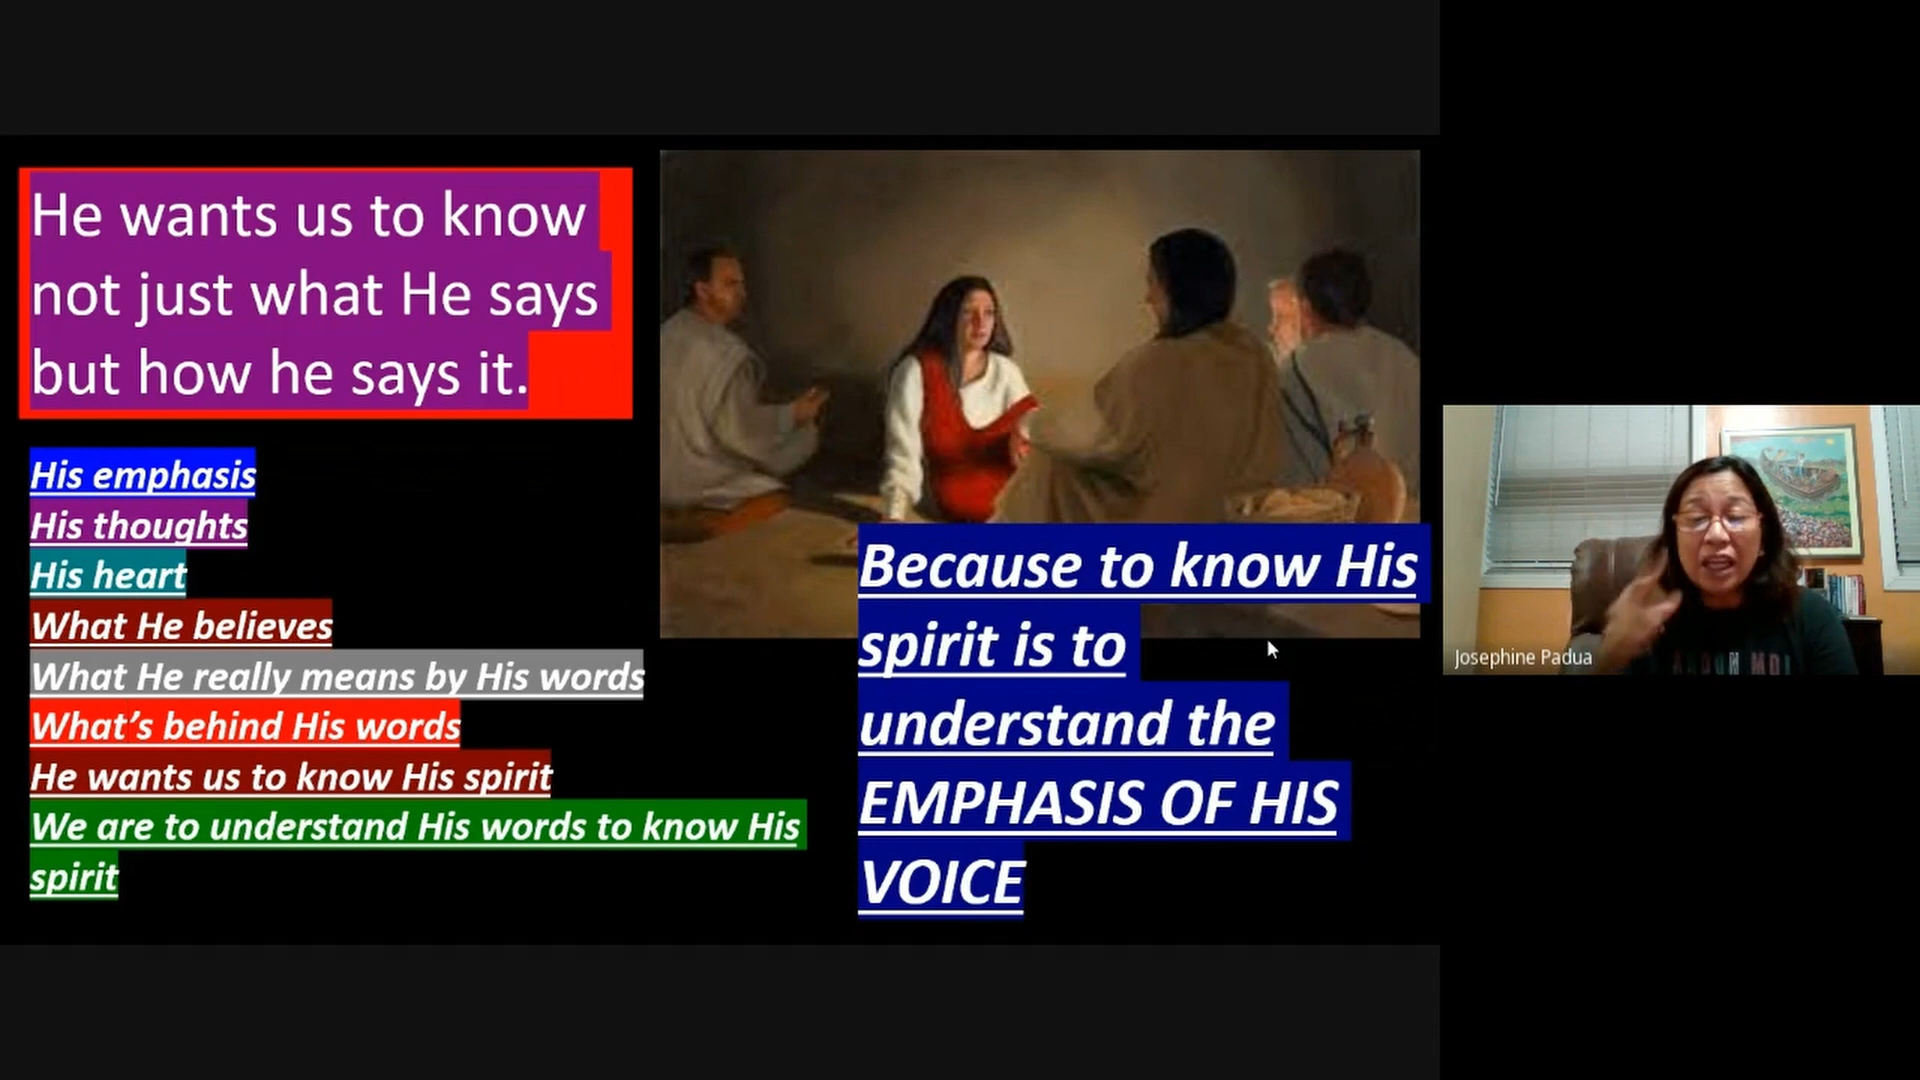 He wants us to know
not just what He says
but how he says it.
His emphasis
His thoughts
His heart
What He believes
What He really means by His words
What's behind His words
He wants us to know His spirit
We are to understand His words to know His
spirit
Because to know His
spirit is to
understand the
EMPHASIS OF HIS
VOICE
Josephine Padua